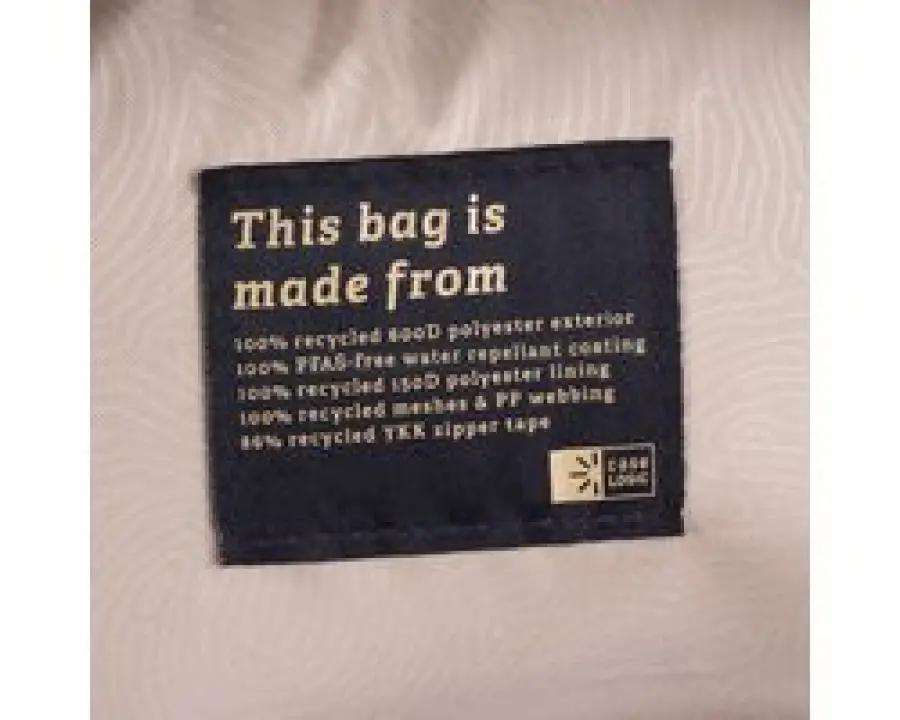 This bag is
made from
100% recycled 600D polyester exterior
100% PFAS-free water repellant coating
100% recycled 150D polyester lining
100% recycled meshes & PP webbing
86% recycled YKK zipper tape
case
LOGIC